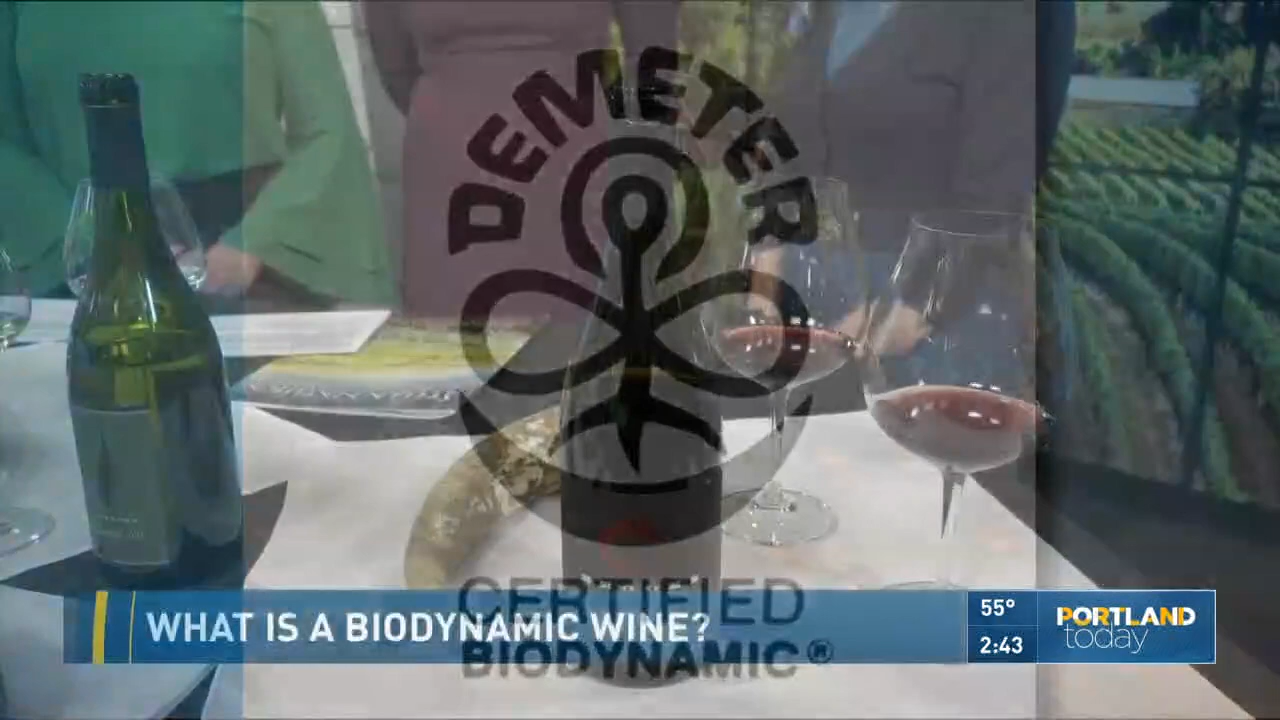 DEMETER
CERTIFIED
BIODYNAMIC®
WHAT IS A BIODYNAMIC WINE?
55°
2:43
PORTLAND
today